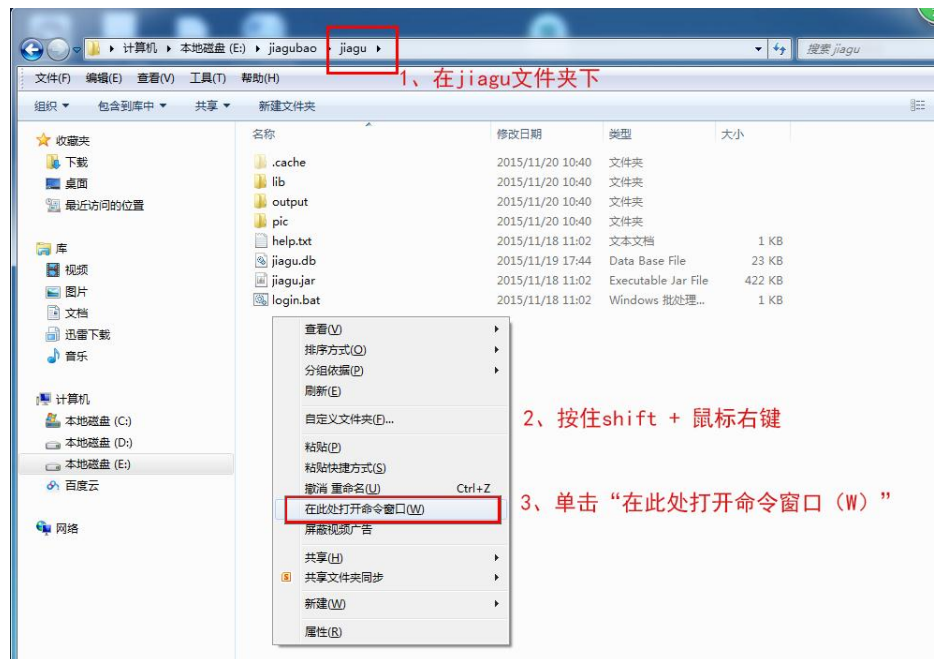 计算机 ▸ 本地磁盘 (E:) ▸ jiagubao ▸ jiagu ▸
搜索 jiagu
文件(F) 编辑(E) 查看(V) 工具(T) 帮助(H)
1、在jiagu文件夹下
组织 包含到库中 共享 新建文件夹
名称 修改日期 类型 大小
收藏夹
下载
桌面
最近访问的位置
库
视频
图片
文档
迅雷下载
音乐
计算机
本地磁盘 (C:)
本地磁盘 (D:)
本地磁盘 (E:)
百度云
网络
.cache 2015/11/20 10:40 文件夹
lib 2015/11/20 10:40 文件夹
output 2015/11/20 10:40 文件夹
pic 2015/11/20 10:40 文件夹
help.txt 2015/11/18 11:02 文本文档 1 KB
jiagu.db 2015/11/19 17:44 Data Base File 23 KB
jiagu.jar 2015/11/18 11:02 Executable Jar File 422 KB
login.bat 2015/11/18 11:02 Windows 批处理... 1 KB
查看(V)
排序方式(O)
分组依据(P)
刷新(E)
自定义文件夹(F)...
粘贴(P)
粘贴快捷方式(S)
撤消 重命名(U) Ctrl+Z
在此处打开命令窗口(W)
屏蔽视频广告
共享(H)
共享文件夹同步
新建(W)
属性(R)
2、按住shift + 鼠标右键
3、单击“在此处打开命令窗口（W）”